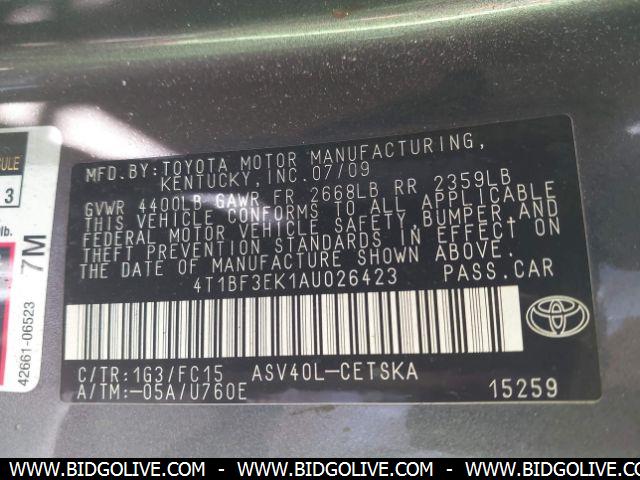 MFD.BY:TOYOTA MOTOR MANUFACTURING,
KENTUCKY, INC.07/09
GVWR 4400LB GAWR FR 2668LB RR 2359LB
THIS VEHICLE CONFORMS TO ALL APPLICABLE
FEDERAL MOTOR VEHICLE SAFETY, BUMPER, AND
THEFT PREVENTION STANDARDS IN EFFECT ON
THE DATE OF MANUFACTURE SHOWN ABOVE.
4T1BF3EK1AU026423 PASS.CAR
C/TR:1G3/FC15 ASV40L-CETSKA
A/TM:-05A/U760E 15259
3
lb.
7M
42661-06523
WWW.BIDGOLIVE.COM - WWW.BIDGOLIVE.COM - WWW.BIDGOLIVE.COM